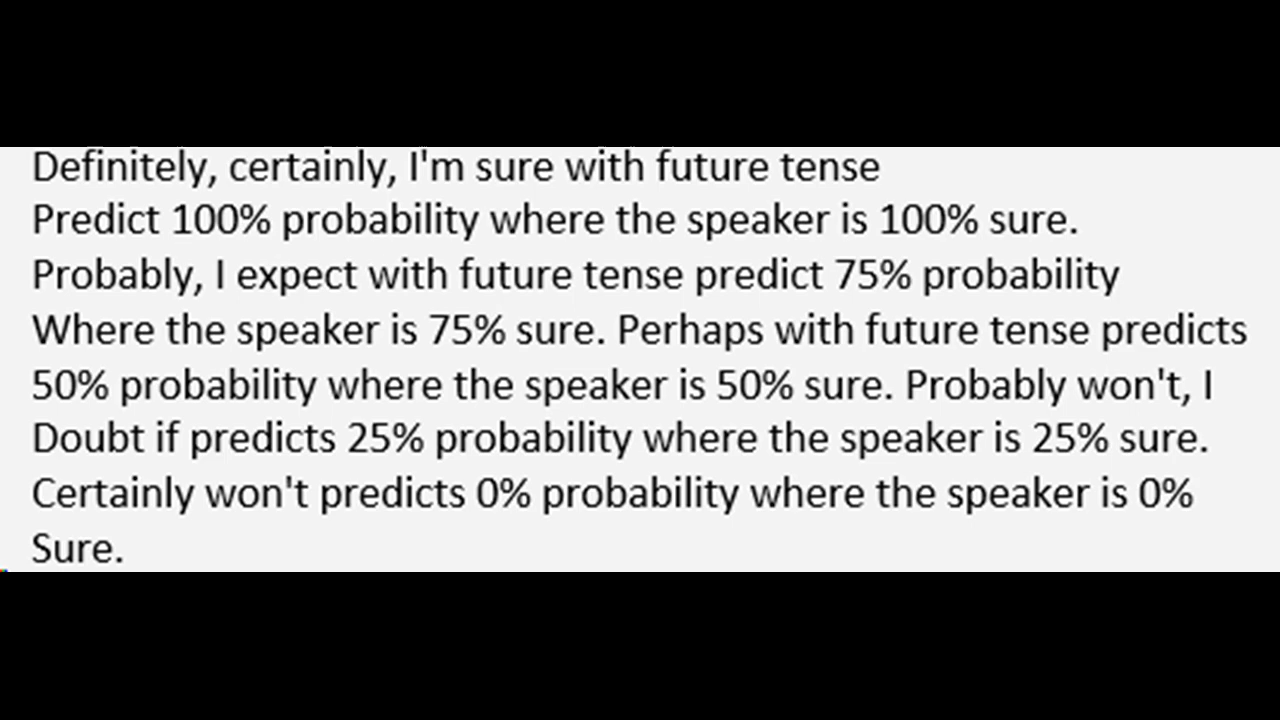 Definitely, certainly, I'm sure with future tense
Predict 100% probability where the speaker is 100% sure.
Probably, I expect with future tense predict 75% probability
Where the speaker is 75% sure. Perhaps with future tense predicts
50% probability where the speaker is 50% sure. Probably won't, I
Doubt if predicts 25% probability where the speaker is 25% sure.
Certainly won't predicts 0% probability where the speaker is 0%
Sure.